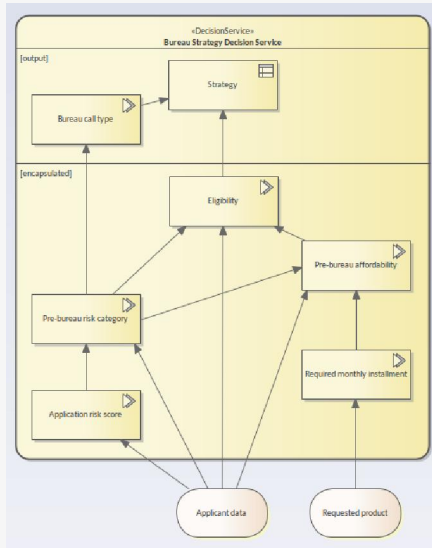 «DecisionService»
Bureau Strategy Decision Service
[output]
Strategy
Bureau call type
[encapsulated]
Eligibility
Pre-bureau affordability
Pre-bureau risk category
Required monthly installment
Application risk score
Applicant data
Requested product